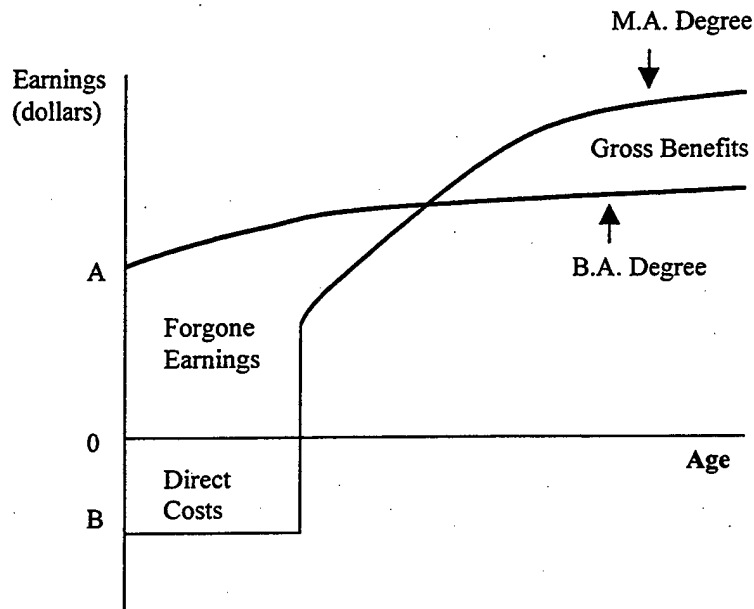 M.A. Degree
Earnings
(dollars)
Gross Benefits
A
B.A. Degree
Forgone
Earnings
0
Age
Direct
Costs
B